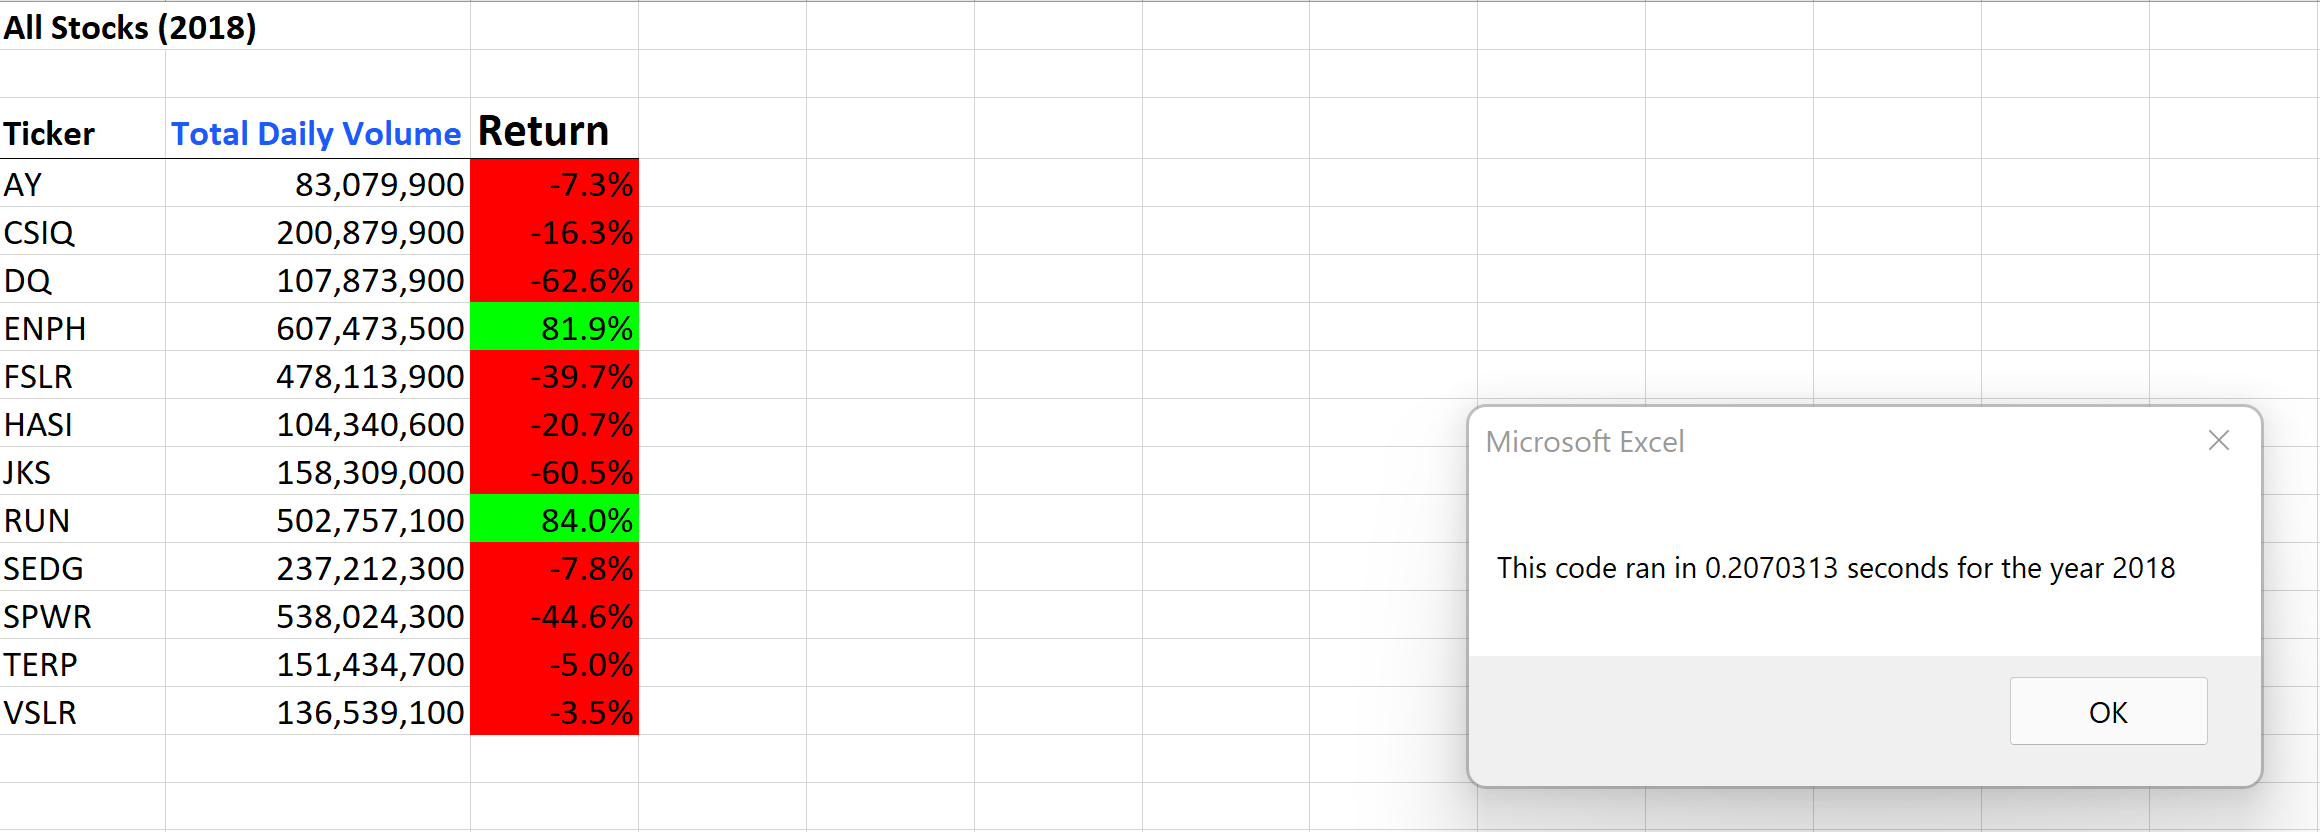 All Stocks (2018)
Ticker Total Daily Volume Return
AY 83,079,900 -7.3%
CSIQ 200,879,900 -16.3%
DQ 107,873,900 -62.6%
ENPH 607,473,500 81.9%
FSLR 478,113,900 -39.7%
HASI 104,340,600 -20.7%
JKS 158,309,000 -60.5%
RUN 502,757,100 84.0%
SEDG 237,212,300 -7.8%
SPWR 538,024,300 -44.6%
TERP 151,434,700 -5.0%
VSLR 136,539,100 -3.5%
Microsoft Excel
This code ran in 0.2070313 seconds for the year 2018
OK